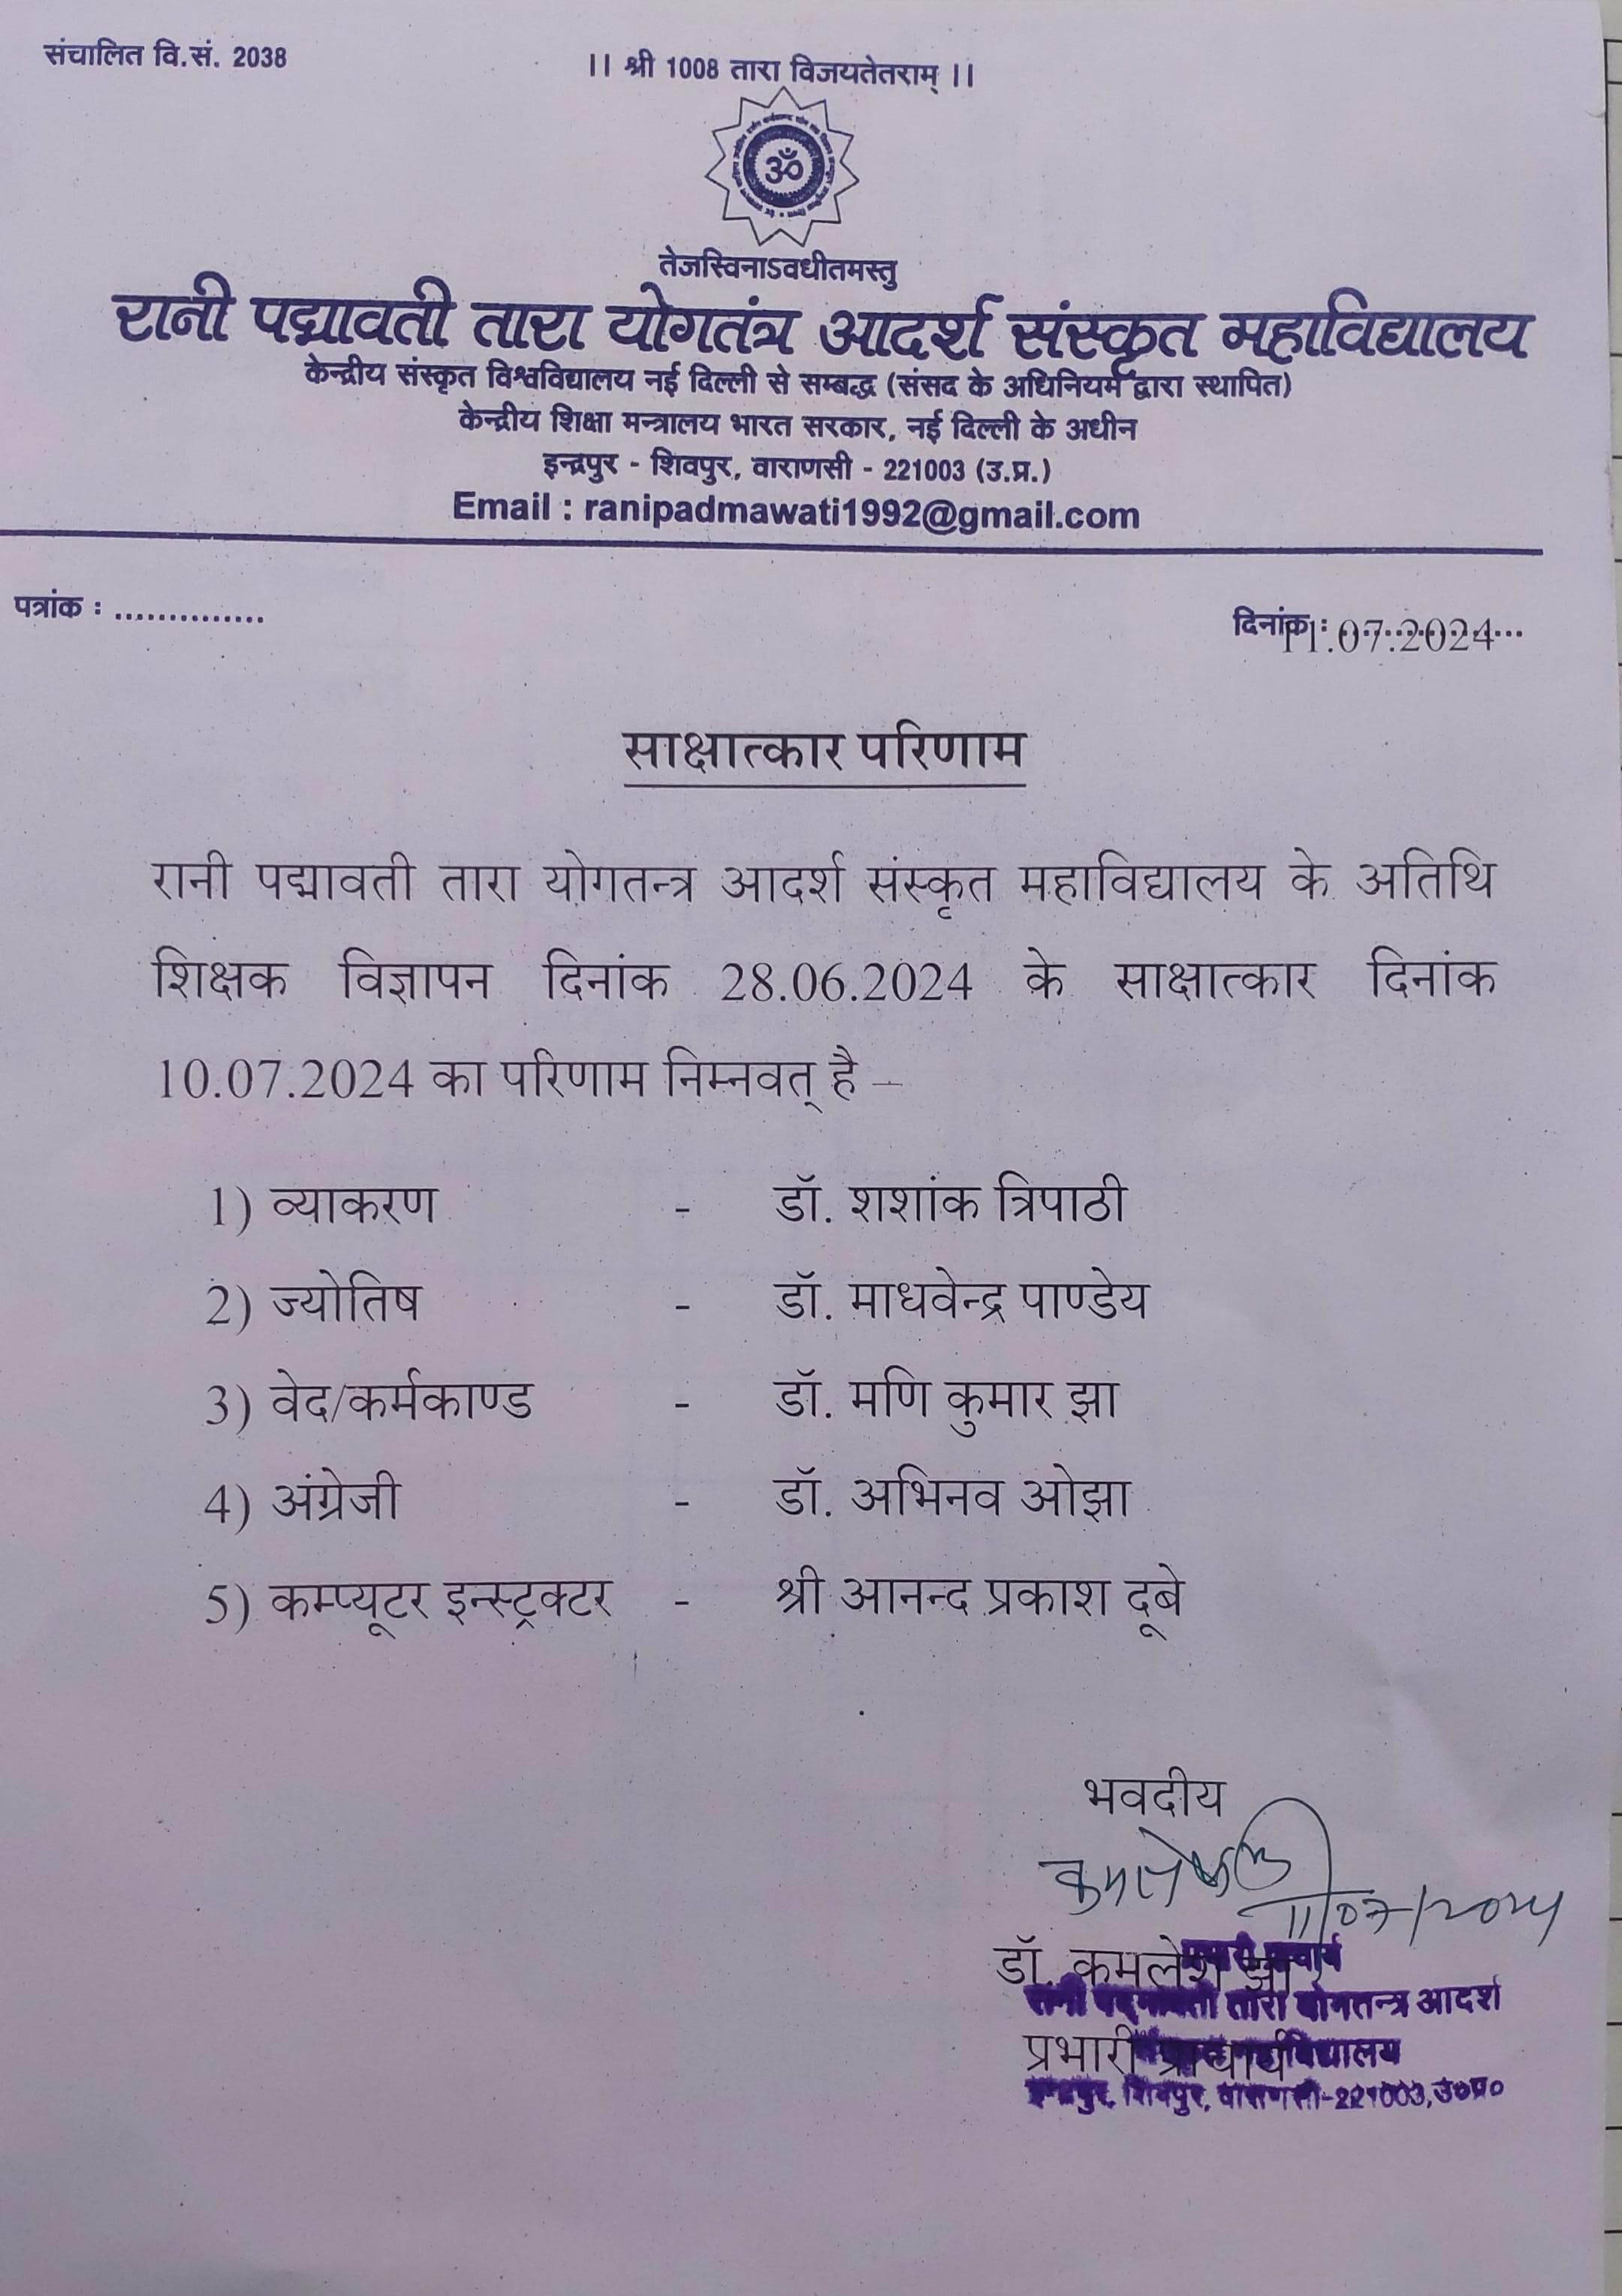 संचालित वि.सं. 2038
।। श्री 1008 तारा विजयतेतराम् ।।
ॐ
तेजस्विनाऽवधीतमस्तु
रानी पद्मावती तारा योगतंत्र आदर्श संस्कृत महाविद्यालय
केन्द्रीय संस्कृत विश्वविद्यालय नई दिल्ली से सम्बद्ध (संसद के अधिनियम द्वारा स्थापित)
केन्द्रीय शिक्षा मन्त्रालय भारत सरकार, नई दिल्ली के अधीन
इन्द्रपुर - शिवपुर, वाराणसी - 221003 (उ.प्र.)
Email : ranipadmawati1992@gmail.com
पत्रांक : ..............
दिनांक : 11.07.2024
साक्षात्कार परिणाम
रानी पद्मावती तारा योगतन्त्र आदर्श संस्कृत महाविद्यालय के अतिथि
शिक्षक विज्ञापन दिनांक 28.06.2024 के साक्षात्कार दिनांक
10.07.2024 का परिणाम निम्नवत् है –
1) व्याकरण - डॉ. शशांक त्रिपाठी
2) ज्योतिष - डॉ. माधवेन्द्र पाण्डेय
3) वेद/कर्मकाण्ड - डॉ. मणि कुमार झा
4) अंग्रेजी - डॉ. अभिनव ओझा
5) कम्प्यूटर इन्स्ट्रक्टर - श्री आनन्द प्रकाश दूबे
भवदीय
11/07/2024
डॉ. कमलेश झा
रानी पद्मावती तारा योगतन्त्र आदर्श
प्रभारी प्राचार्य
इन्द्रपुर, शिवपुर, वाराणसी-221003, उ०प्र०